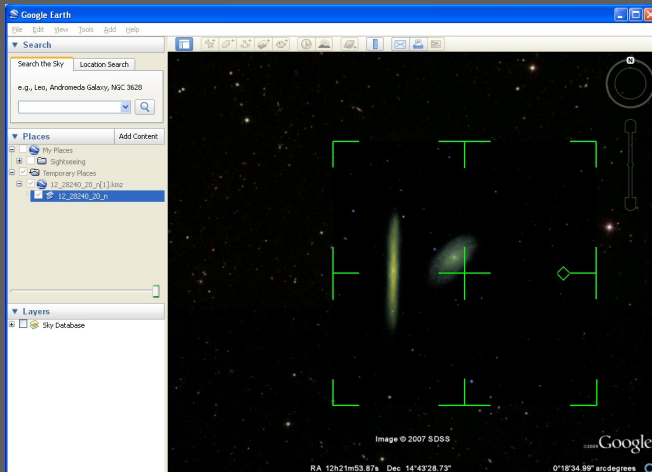 Google Earth
File Edit View Tools Add Help
Search
Search the Sky
Location Search
e.g., Leo, Andromeda Galaxy, NGC 3628
Places
Add Content
My Places
Sightseeing
Temporary Places
12_28240_20_n[1].kmz
12_28240_20_n
Layers
Sky Database
N
Image © 2007 SDSS
Google
RA 12h21m53.87s Dec 14°43'28.73"
0°18'34.99" arcdegrees